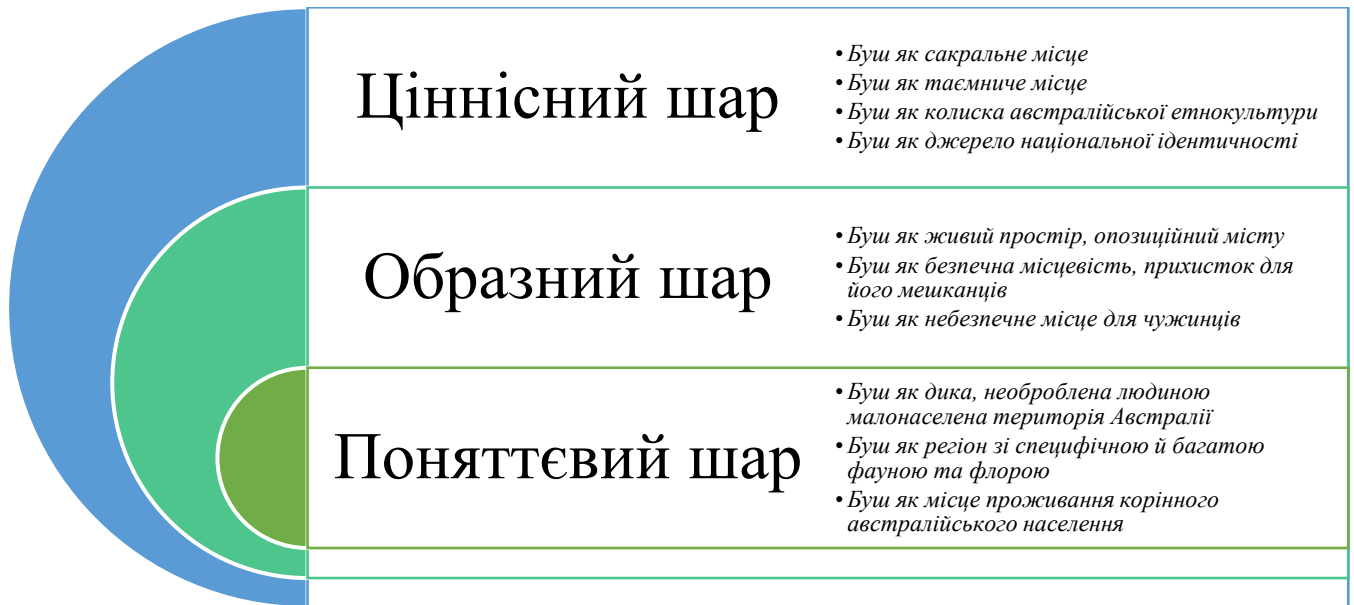 Ціннісний шар
• Буш як сакральне місце
• Буш як таємниче місце
• Буш як колиска австралійської етнокультури
• Буш як джерело національної ідентичності
Образний шар
• Буш як живий простір, опозиційний місту
• Буш як безпечна місцевість, прихисток для
його мешканців
• Буш як небезпечне місце для чужинців
Поняттєвий шар
• Буш як дика, необроблена людиною
малонаселена територія Австралії
• Буш як регіон зі специфічною й багатою
фауною та флорою
• Буш як місце проживання корінного
австралійського населення